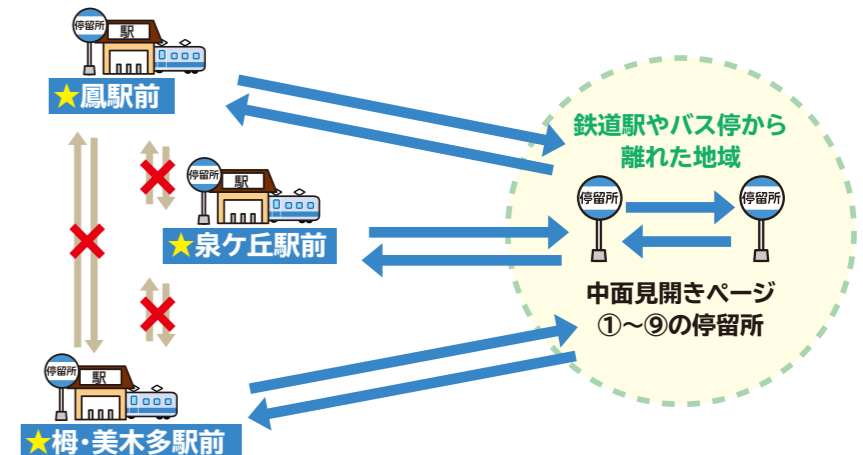 停留所
駅
★鳳駅前
停留所
駅
★泉ケ丘駅前
停留所
駅
★栂・美木多駅前
鉄道駅やバス停から
離れた地域
停留所
停留所
中面見開きページ
①〜⑨の停留所